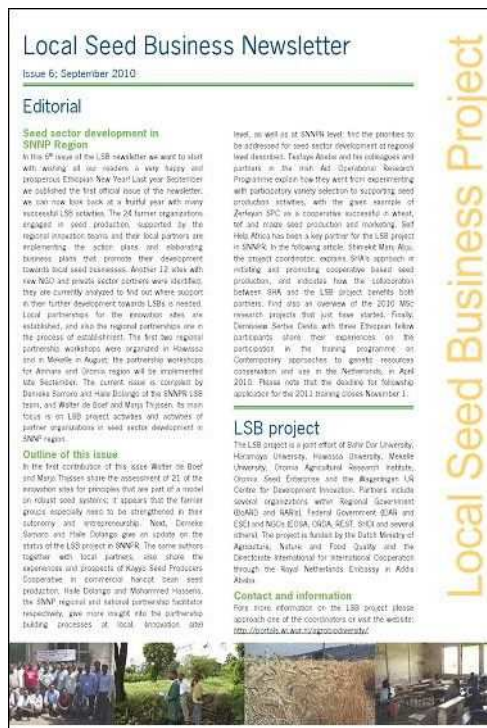 Local Seed Business Newsletter
Issue 6; September 2010
Editorial
Seed sector development in
SNNP Region
In this 6th issue of the LSB newsletter we want to start
with wishing all our readers a very happy and
prosperous Ethiopian New Year! Last year September
we published the first official issue of the newsletter,
we can now look back at a fruitful year with many
successful LSB activities. The 24 farmer organizations
engaged in seed production, supported by the
regional innovation teams and their local partners are
implementing the action plans and elaborating
business plans that promote their development
towards local seed businesses. Another 12 sites with
new NGO and private sector partners were identified,
they are currently analyzed to find out where support
in their further development towards LSBs is needed.
Local partnerships for the innovation sites are
established, and also the regional partnerships are in
the process of establishment. The first two regional
partnership workshops were organized in Hawassa
and in Mekelle in August; the partnership workshops
for Amhara and Oromia region will be implemented
late September. The current issue is compiled by
Demeke Samaro and Haile Dolango of the SNNPR LSB
team, and Walter de Boef and Marja Thijssen. Its main
focus is on LSB project activities and activities of
partner organizations in seed sector development in
SNNP region.
Outline of this issue
In the first contribution of this issue Walter de Boef
and Marja Thijssen share the assessment of 21 of the
innovation sites for principles that are part of a model
on robust seed systems; it appears that the farmer
groups especially need to be strengthened in their
autonomy and entrepreneurship. Next, Demeke
Samaro and Haile Dolango give an update on the
status of the LSB project in SNNPR. The same authors
together with local partners, also share the
experiences and prospects of Kayyo Seed Producers
Cooperative in commercial haricot bean seed
production. Haile Dolango and Mohammed Hassena,
the SNNP regional and national partnership facilitator
respectively, give more insight into the partnership
building processes at local (innovation site)
level, as well as at SNNPR level: find the priorities to
be addressed for seed sector development at regional
level described. Tesfaye Abebe and his colleagues and
partners in the Irish Aid Operational Research
Programme explain how they went from experimenting
with participatory variety selection to supporting seed
production activities, with the given example of
SPC as a cooperative successful in wheat,
tef and maize seed production and marketing. Self
Help Africa has been a key partner for the LSB project
in SNNPR. In the following article, Shimelis
the project coordinator, explains SHA's approach in
initiating and promoting cooperative based seed
production, and indicates how the collaboration
between SHA and the LSB project benefits both
partners. Find also an overview of the 2010 MSc
research projects that just have started. Finally,
Demissew Sertse with three Ethiopian fellow
participants share their experiences on the
participation in the training programme on
Contemporary approaches to genetic resources
conservation and use in the Netherlands, in April
2010. Please note that the deadline for fellowship
application for the 2011 training closes November 1.
LSB project
The LSB project is a joint effort of Bahir Dar University,
Haramaya University, Hawassa University, Mekelle
University, Oromia Agricultural Research Institute,
Oromia Seed Enterprise and the Wageningen UR
Centre for Development Innovation. Partners include
several organizations within Regional Government
(BoARD and RARIs), Federal Government (EIAR and
ESE) and NGOs (EOSA, ORDA, REST, SHDI and several
others). The project is funded by the Dutch Ministry of
Agriculture, Nature and Food Quality and the
Directorate International for International Cooperation
through the Royal Netherlands Embassy in Addis
Ababa.
Contact and information
Fore more information on the LSB project please
approach one of the coordinators or visit the website:
http://portals.wi.wur.nl/agrobiodiversity/
Local Seed Business Project